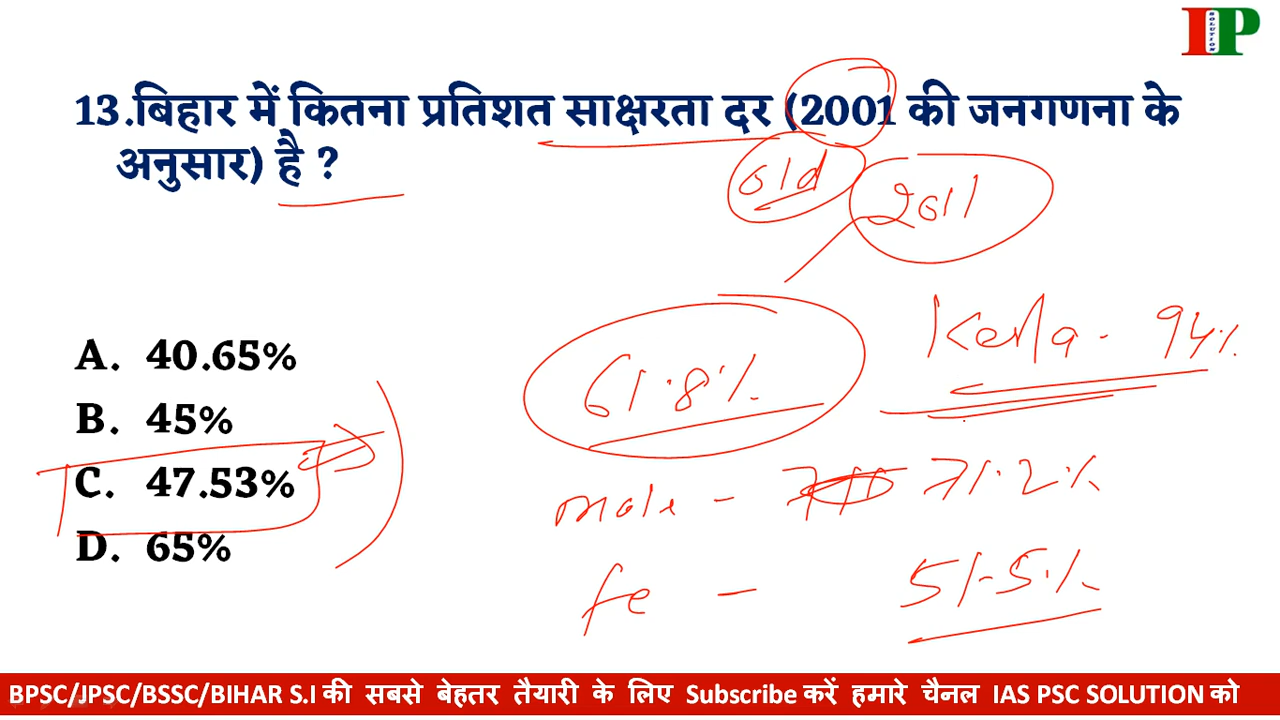 IP
SOLUTION
13.बिहार में कितना प्रतिशत साक्षरता दर (2001 की जनगणना के
अनुसार) है ?
old
2011
A. 40.65%
B. 45%
C. 47.53%
D. 65%
61.8%
Kerla - 94%
male - 71.2%
fe - 51.5%
BPSC/JPSC/BSSC/BIHAR S.I की सबसे बेहतर तैयारी के लिए Subscribe करें हमारे चैनल IAS PSC SOLUTION को